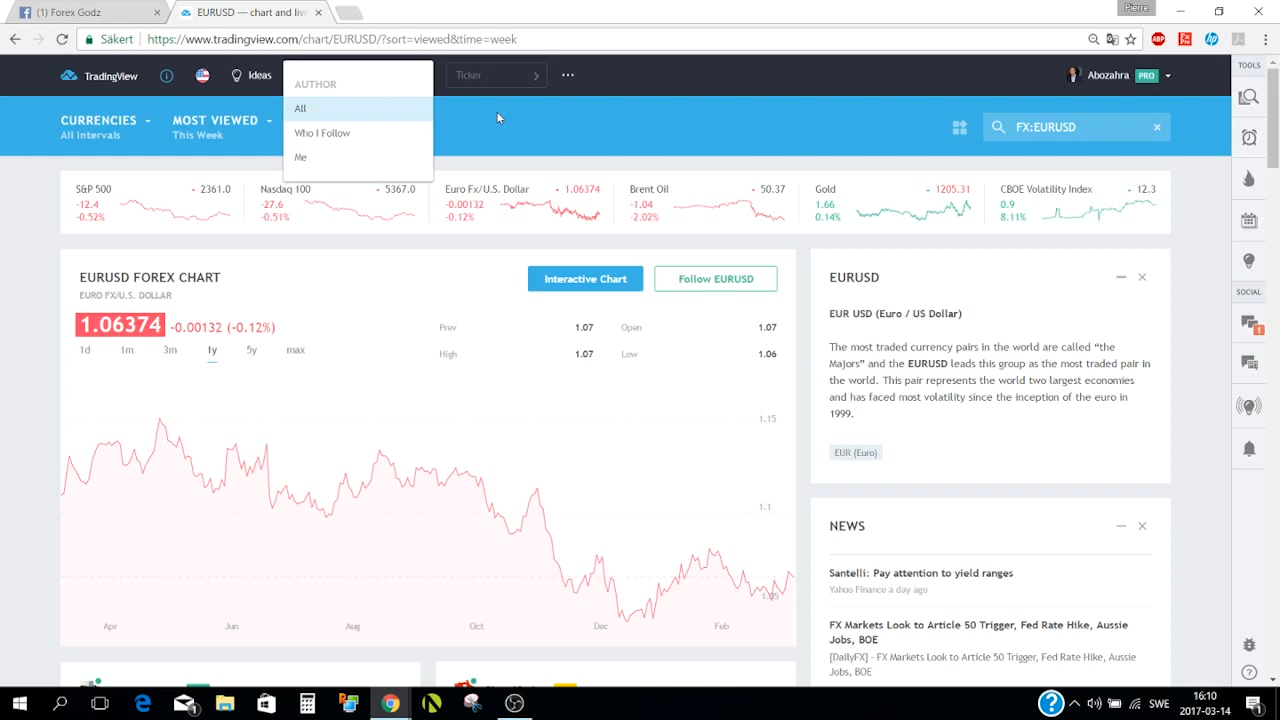 (1) Forex Godz
EURUSD — chart and live
Pierre
Säkert
https://www.tradingview.com/chart/EURUSD/?sort=viewed&time=week
TradingView
Ideas
AUTHOR
All
Who I Follow
Me
Ticker
Abozahra PRO
TOOLS
CURRENCIES
All Intervals
MOST VIEWED
This Week
FX:EURUSD
S&P 500 - 2361.0
-12.4
-0.52%
Nasdaq 100 - 5367.0
-27.6
-0.51%
Euro Fx/U.S. Dollar - 1.06374
-0.00132
-0.12%
Brent Oil - 50.37
-1.04
-2.02%
Gold - 1205.31
1.66
0.14%
CBOE Volatility Index - 12.3
0.9
8.11%
EURUSD FOREX CHART
EURO FX/U.S. DOLLAR
Interactive Chart
Follow EURUSD
1.06374 -0.00132 (-0.12%)
1d 1m 3m 1y 5y max
Prev 1.07 Open 1.07
High 1.07 Low 1.06
1.15
1.1
1.05
Apr Jun Aug Oct Dec Feb
EURUSD
EUR USD (Euro / US Dollar)
The most traded currency pairs in the world are called “the
Majors” and the EURUSD leads this group as the most traded pair in
the world. This pair represents the world two largest economies
and has faced most volatility since the inception of the euro in
1999.
EUR (Euro)
SOCIAL
1
NEWS
Santelli: Pay attention to yield ranges
Yahoo Finance a day ago
FX Markets Look to Article 50 Trigger, Fed Rate Hike, Aussie
Jobs, BOE
[DailyFX] - FX Markets Look to Article 50 Trigger, Fed Rate Hike, Aussie
Jobs, BOE
1
SWE
16:10
2017-03-14
1